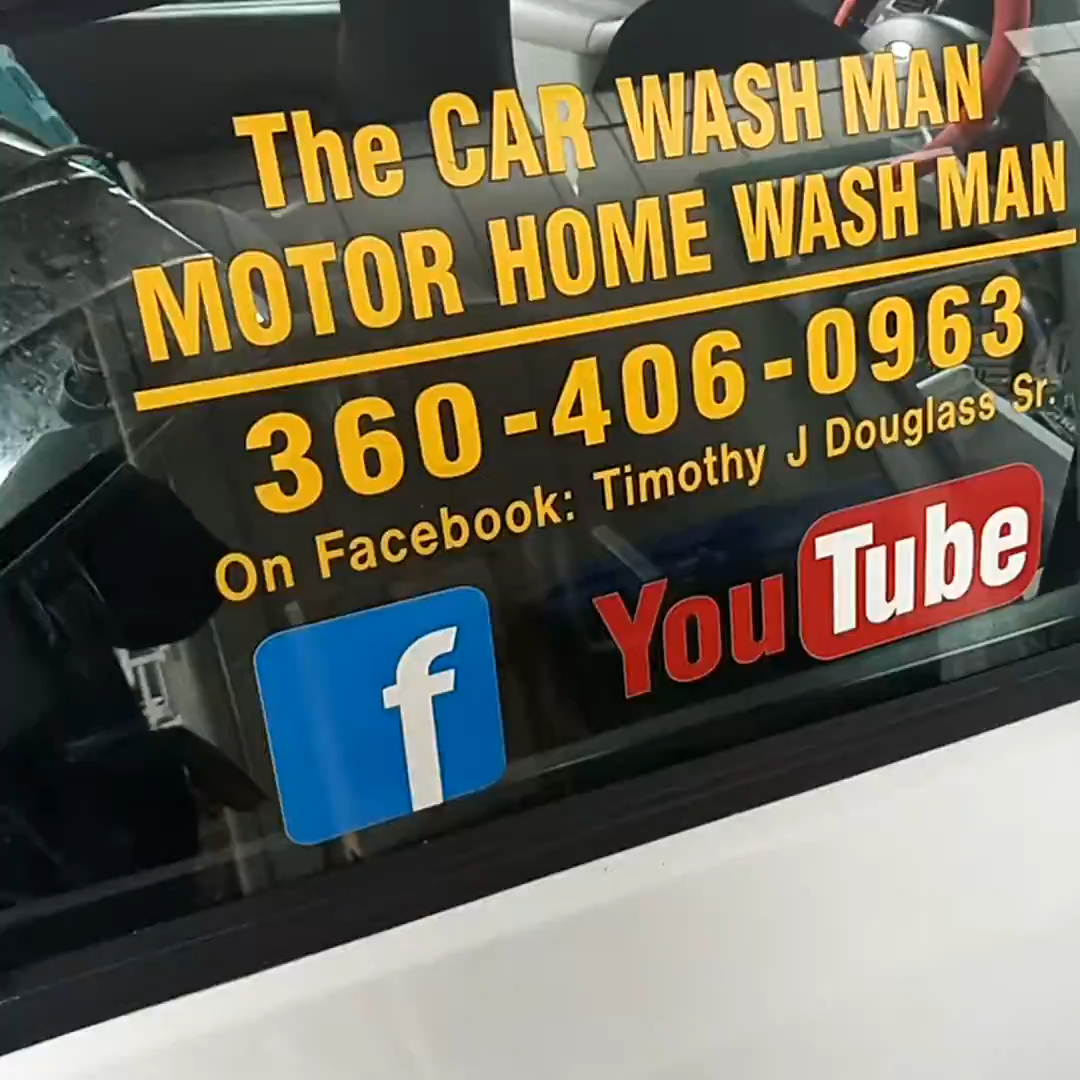 The CAR WASH MAN
MOTOR HOME WASH MAN
360-406-0963
On Facebook: Timothy J Douglass Sr.
f
YouTube